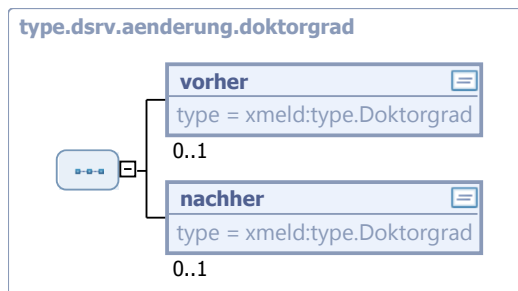 type.dsrv.aenderung.doktorgrad
vorher
type = xmeld:type.Doktorgrad
0..1
nachher
type = xmeld:type.Doktorgrad
0..1